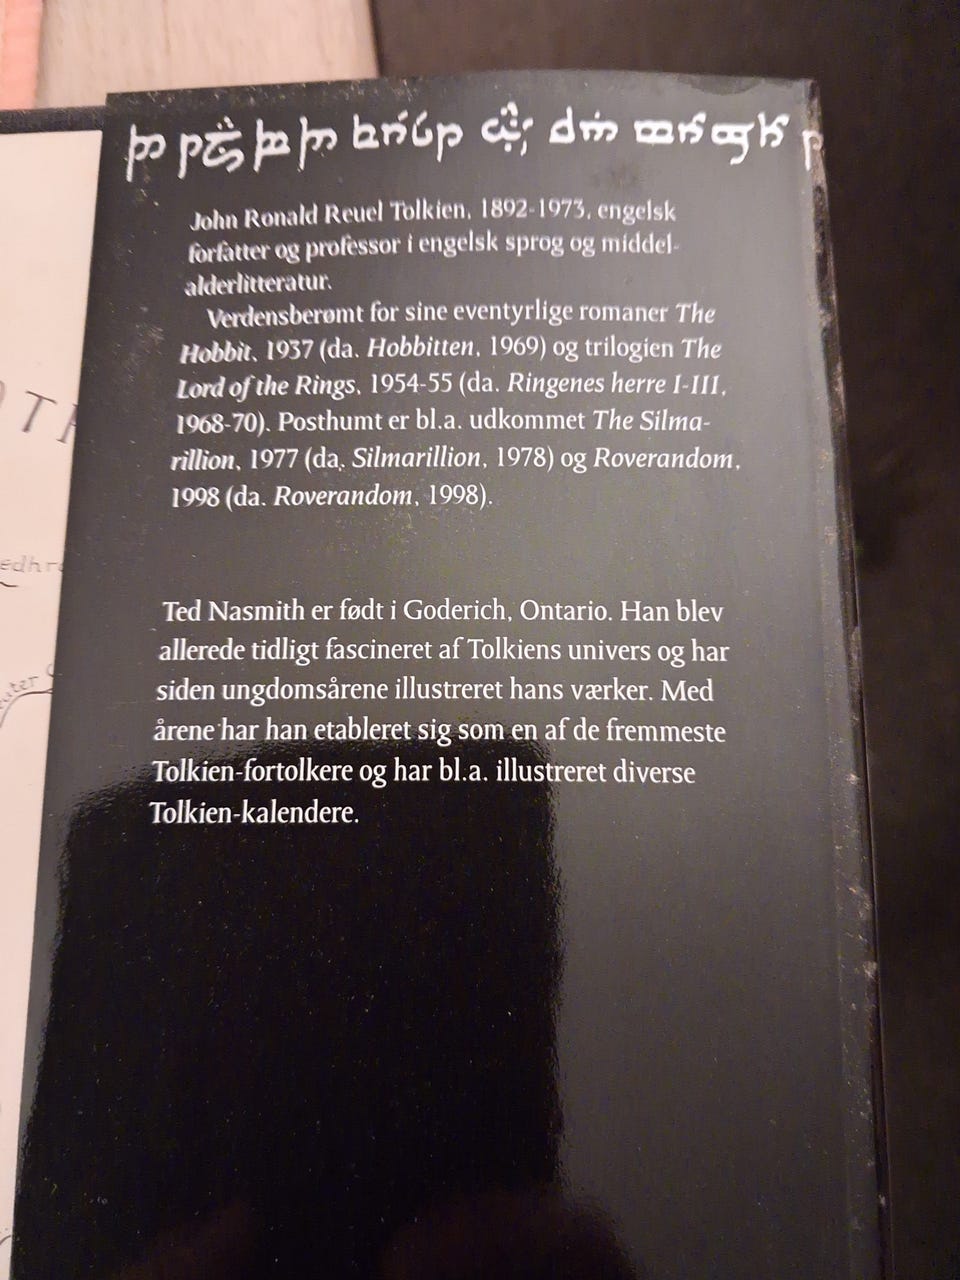 John Ronald Reuel Tolkien, 1892-1973, engelsk
forfatter og professor i engelsk sprog og middel-
alderlitteratur.
Verdensberømt for sine eventyrlige romaner The
Hobbit, 1937 (da. Hobbitten, 1969) og trilogien The
Lord of the Rings, 1954-55 (da. Ringenes herre I-III,
1968-70). Posthumt er bl.a. udkommet The Silma-
rillion, 1977 (da. Silmarillion, 1978) og Roverandom,
1998 (da. Roverandom, 1998).
Ted Nasmith er født i Goderich, Ontario. Han blev
allerede tidligt fascineret af Tolkiens univers og har
siden ungdomsårene illustreret hans værker. Med
årene har han etableret sig som en af de fremmeste
Tolkien-fortolkere og har bl.a. illustreret diverse
Tolkien-kalendere.